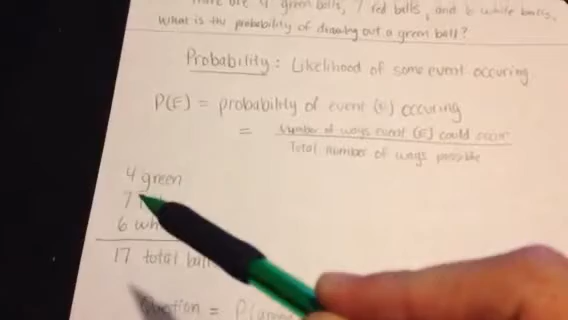 are 4 green balls, 7 red balls, and 6 white balls,
What is the probability of drawing out a green ball?
Probability: Likelihood of some event occuring
P(E) = probability of event (E) occuring
= Number of ways event (E) could occur
Total number of ways possible
4 green
7
6 wh
17 total balls
Question = P(